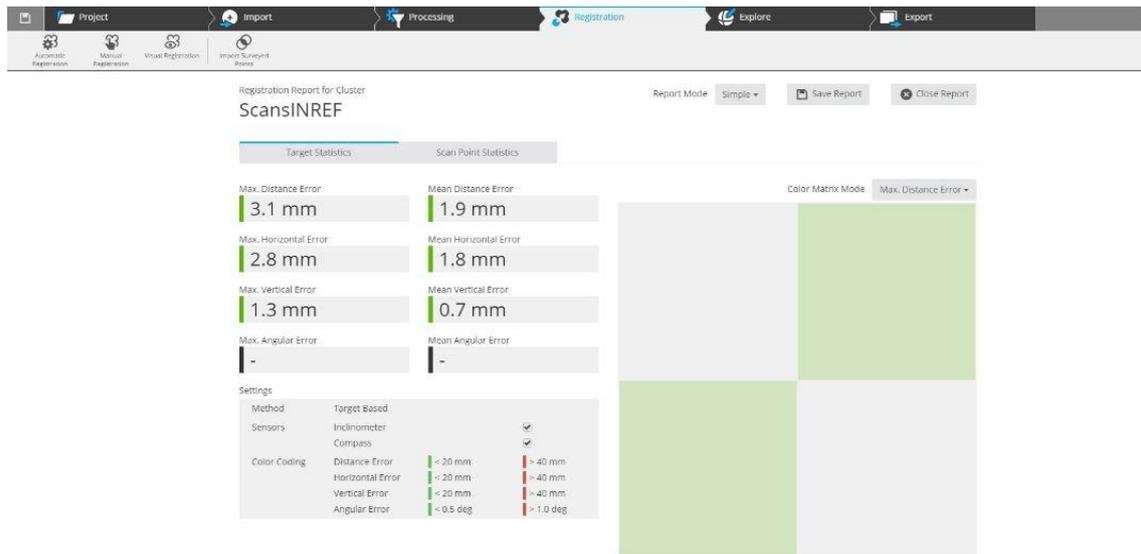 Project Import Processing Registration Explore Export
Automatic Registration
Manual Registration
Visual Registration
Import Surveyed Points
Registration Report for Cluster
ScansINREF
Report Mode Simple Save Report Close Report
Target Statistics Scan Point Statistics
Color Matrix Mode Max. Distance Error
Max. Distance Error Mean Distance Error
3.1 mm 1.9 mm
Max. Horizontal Error Mean Horizontal Error
2.8 mm 1.8 mm
Max. Vertical Error Mean Vertical Error
1.3 mm 0.7 mm
Max. Angular Error Mean Angular Error
- -
Settings
Method Target Based
Sensors Inclinometer
Compass
Color Coding Distance Error < 20 mm > 40 mm
Horizontal Error < 20 mm > 40 mm
Vertical Error < 20 mm > 40 mm
Angular Error < 0.5 deg > 1.0 deg